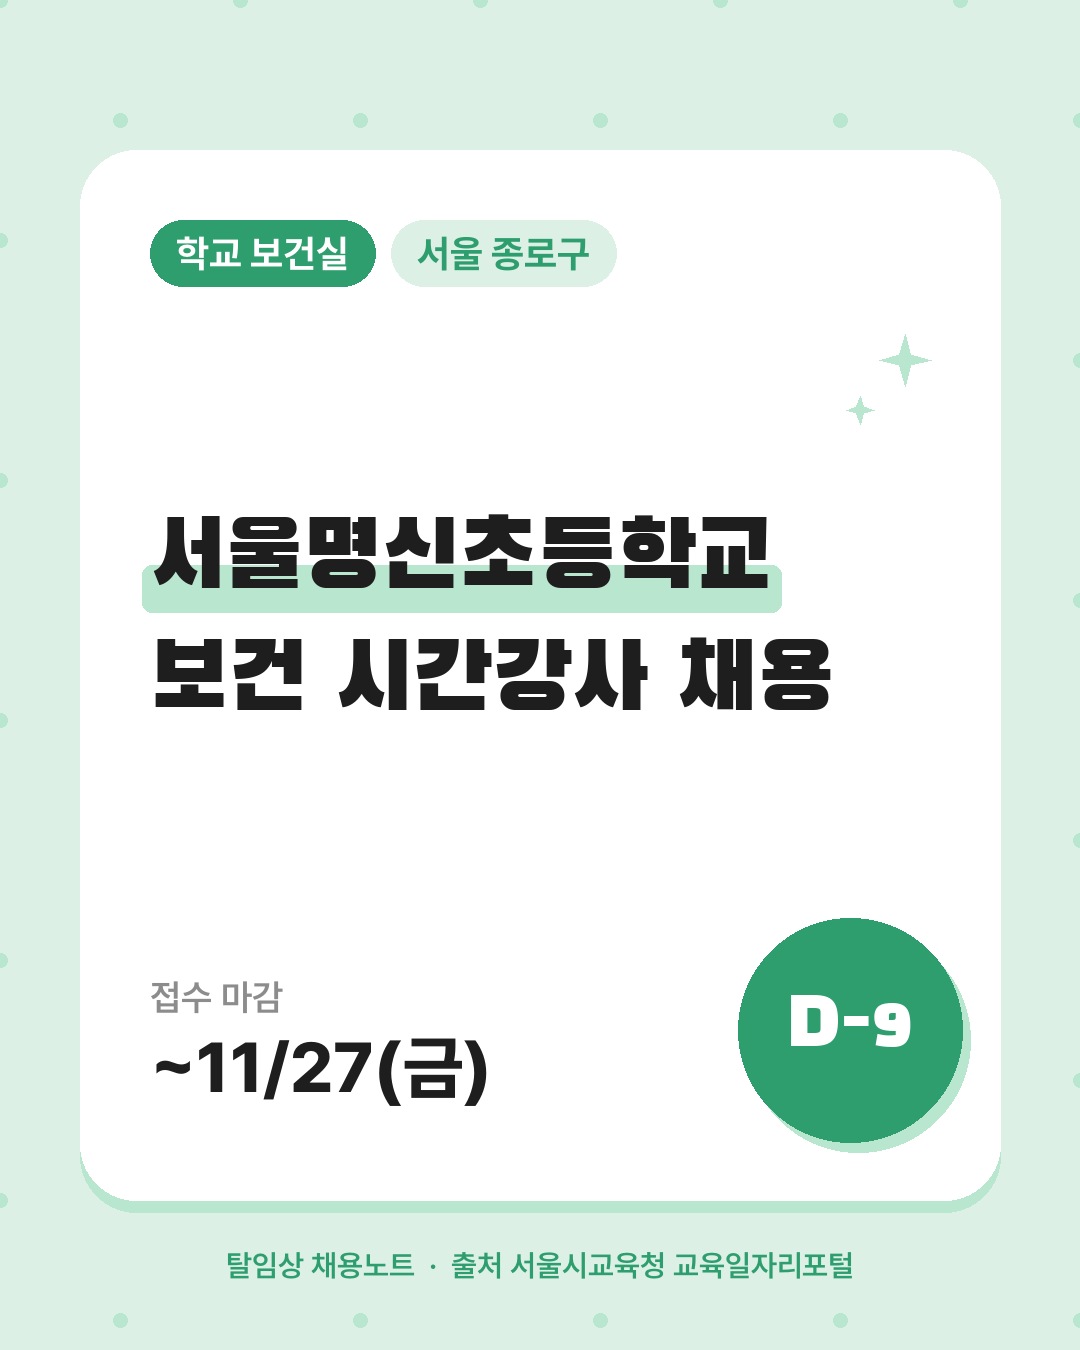 학교 보건실 서울 종로구
서울명신초등학교
보건 시간강사 채용
접수 마감
~11/27(금)
D-9
탈임상 채용노트 · 출처 서울시교육청 교육일자리포털